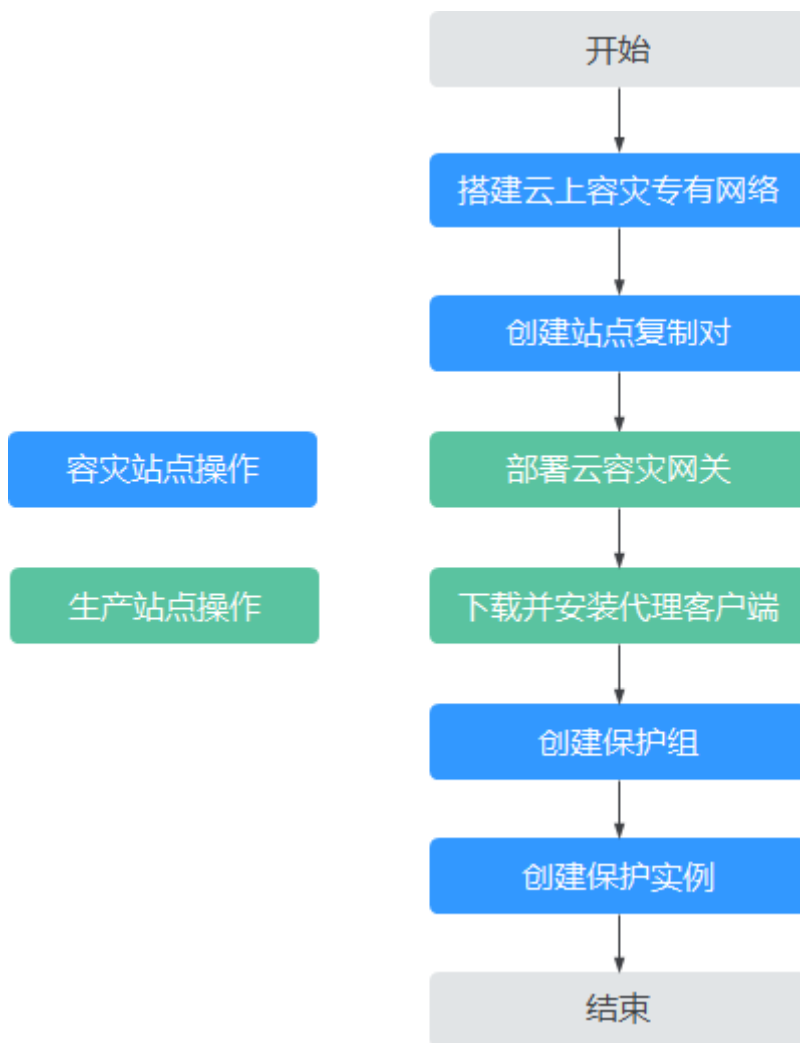 开始
搭建云上容灾专有网络
创建站点复制对
容灾站点操作
部署云容灾网关
生产站点操作
下载并安装代理客户端
创建保护组
创建保护实例
结束